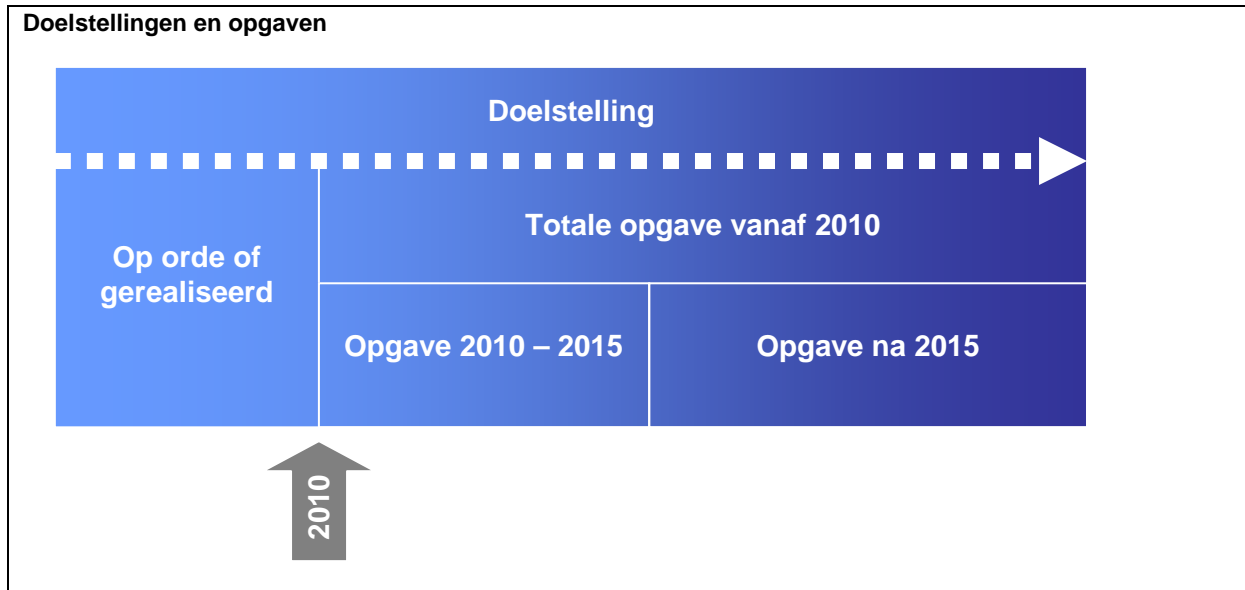 Doelstellingen en opgaven
Doelstelling
Totale opgave vanaf 2010
Op orde of
gerealiseerd
Opgave 2010 – 2015
Opgave na 2015
2010